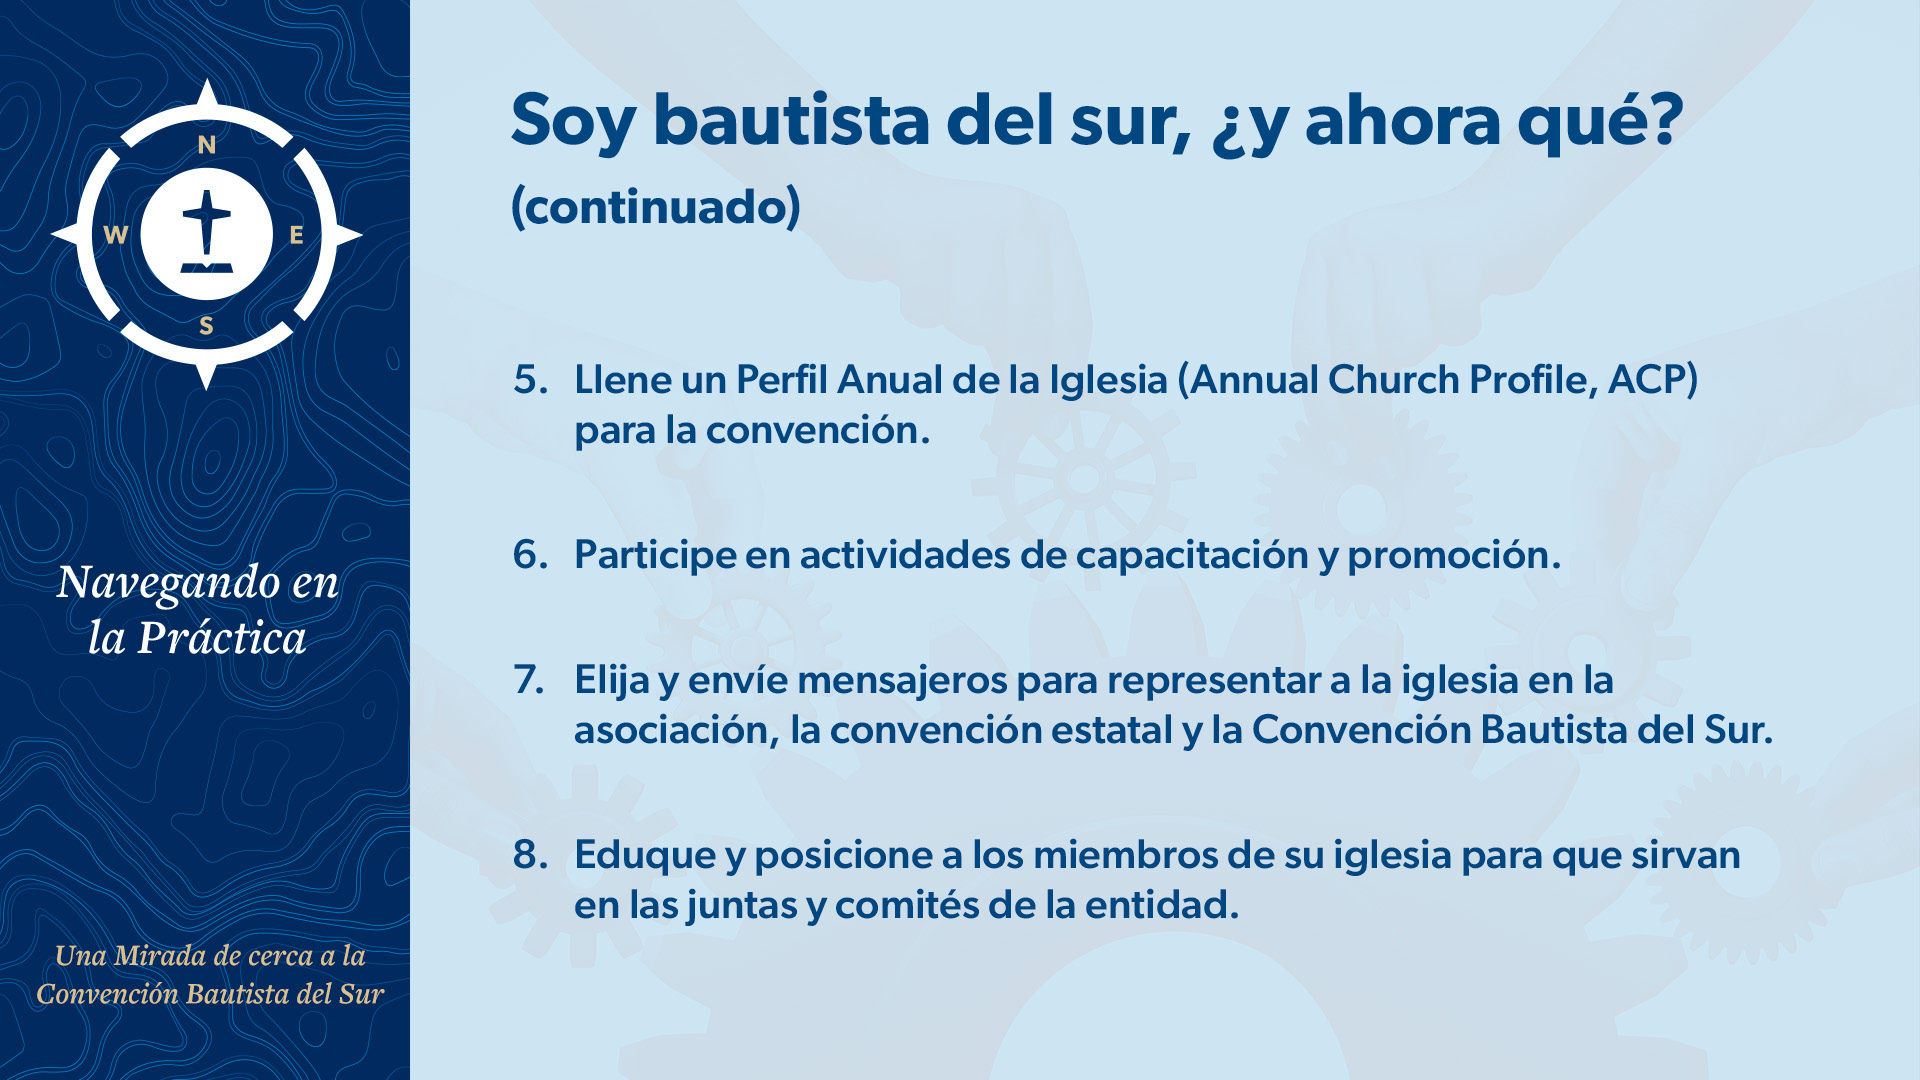 N
W
E
S
Navegando en
la Práctica
Una Mirada de cerca a la
Convención Bautista del Sur
Soy bautista del sur, ¿y ahora qué?
(continuado)
5. Llene un Perfil Anual de la Iglesia (Annual Church Profile, ACP)
para la convención.
6. Participe en actividades de capacitación y promoción.
7. Elija y envíe mensajeros para representar a la iglesia en la
asociación, la convención estatal y la Convención Bautista del Sur.
8. Eduque y posicione a los miembros de su iglesia para que sirvan
en las juntas y comités de la entidad.